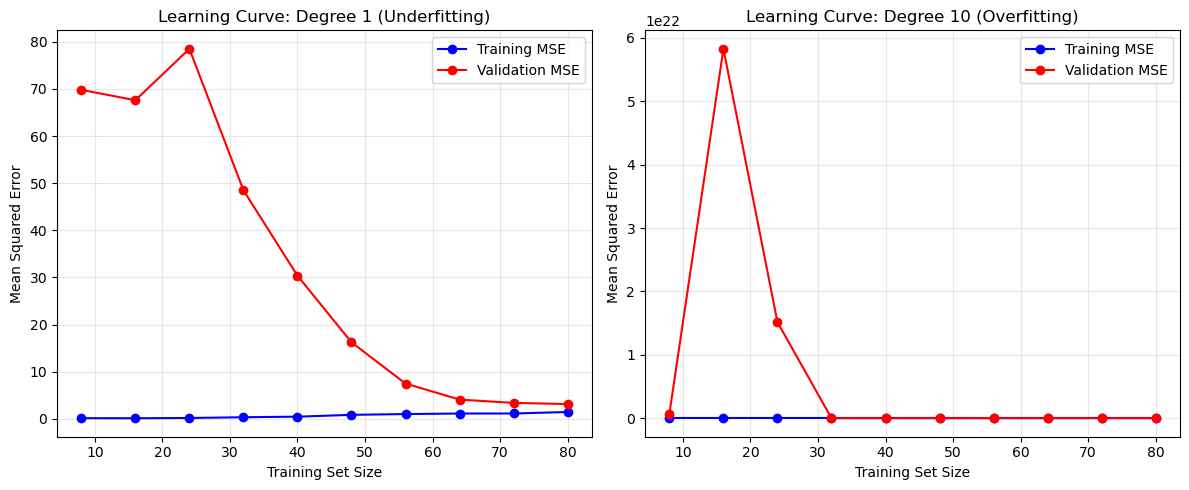 Learning Curve: Degree 1 (Underfitting)
80
70
60
50
40
30
20
10
0
Mean Squared Error
10 20 30 40 50 60 70 80
Training Set Size
Training MSE
Validation MSE
Learning Curve: Degree 10 (Overfitting)
1e22
6
5
4
3
2
1
0
Mean Squared Error
10 20 30 40 50 60 70 80
Training Set Size
Training MSE
Validation MSE